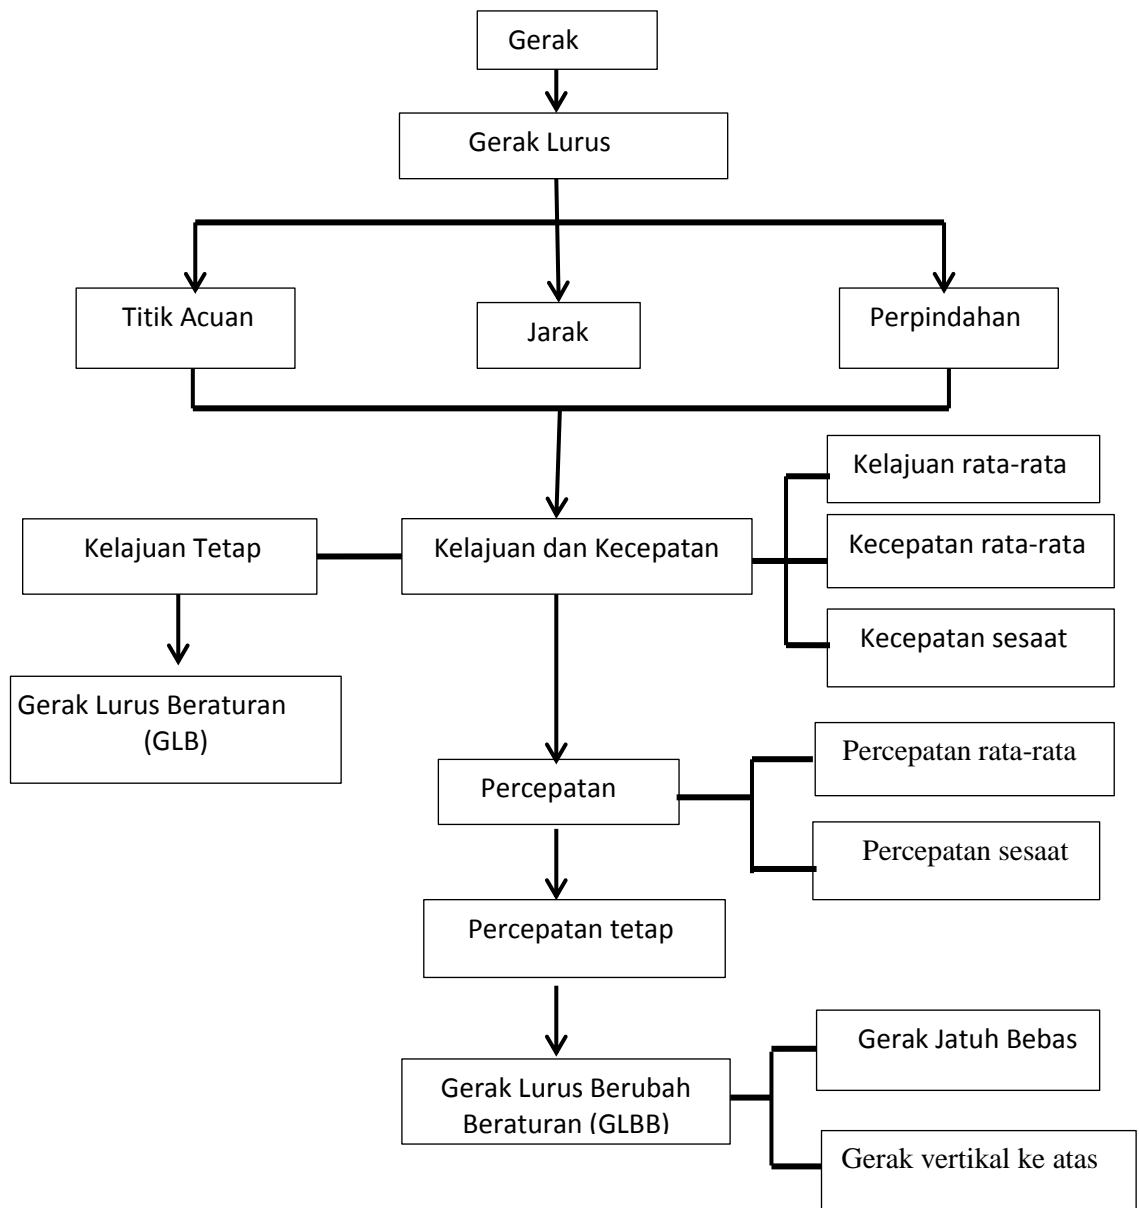 Gerak
Gerak Lurus
Titik Acuan
Jarak
Perpindahan
Kelajuan rata-rata
Kelajuan Tetap
Kelajuan dan Kecepatan
Kecepatan rata-rata
Kecepatan sesaat
Gerak Lurus Beraturan
(GLB)
Percepatan rata-rata
Percepatan
Percepatan sesaat
Percepatan tetap
Gerak Jatuh Bebas
Gerak Lurus Berubah
Beraturan (GLBB)
Gerak vertikal ke atas